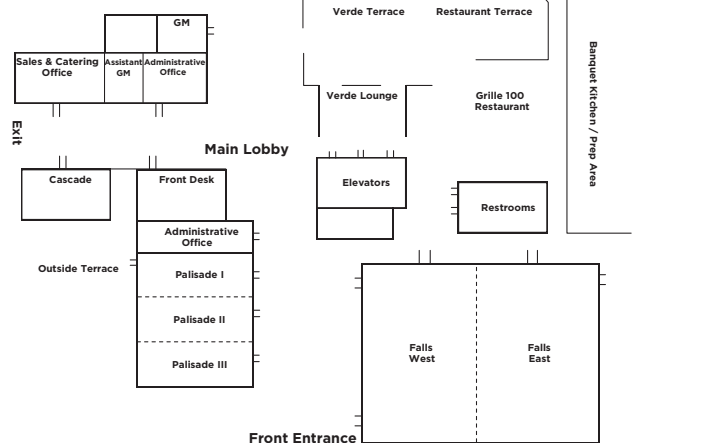 Verde Terrace
Restaurant Terrace
GM
Sales & Catering
Office
Assistant
GM
Administrative
Office
Banquet Kitchen / Prep Area
Verde Lounge
Grille 100
Restaurant
Exit
Main Lobby
Cascade
Front Desk
Elevators
Restrooms
Administrative
Office
Outside Terrace
Palisade I
Palisade II
Palisade III
Falls
West
Falls
East
Front Entrance